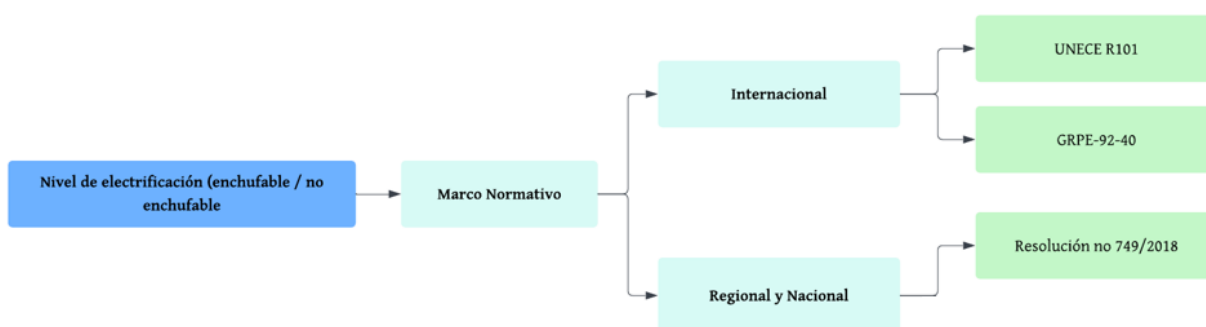 Nivel de electrificación (enchufable / no
enchufable
Marco Normativo
Internacional
UNECE R101
GRPE-92-40
Regional y Nacional
Resolución no 749/2018